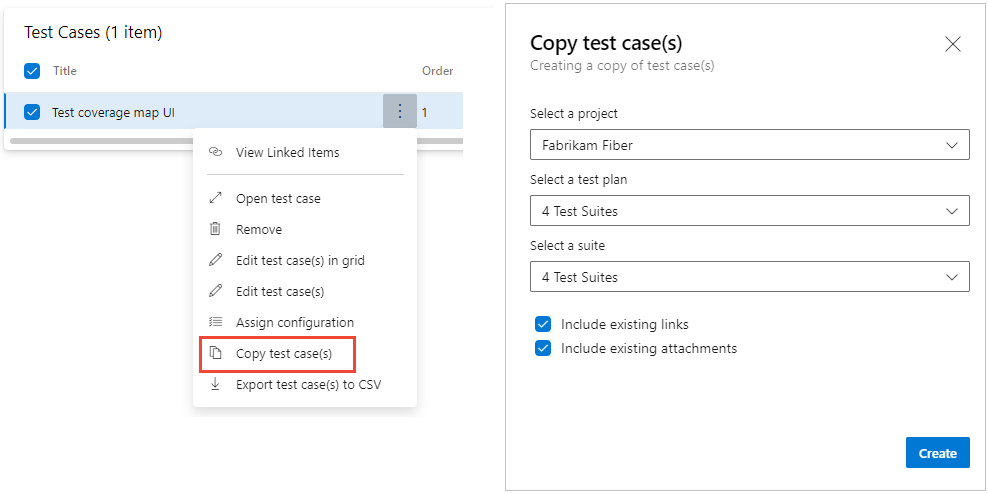 Test Cases (1 item)
Title Order
Test coverage map UI 1
View Linked Items
Open test case
Remove
Edit test case(s) in grid
Edit test case(s)
Assign configuration
Copy test case(s)
Export test case(s) to CSV
Copy test case(s)
Creating a copy of test case(s)
Select a project
Fabrikam Fiber
Select a test plan
4 Test Suites
Select a suite
4 Test Suites
Include existing links
Include existing attachments
Create